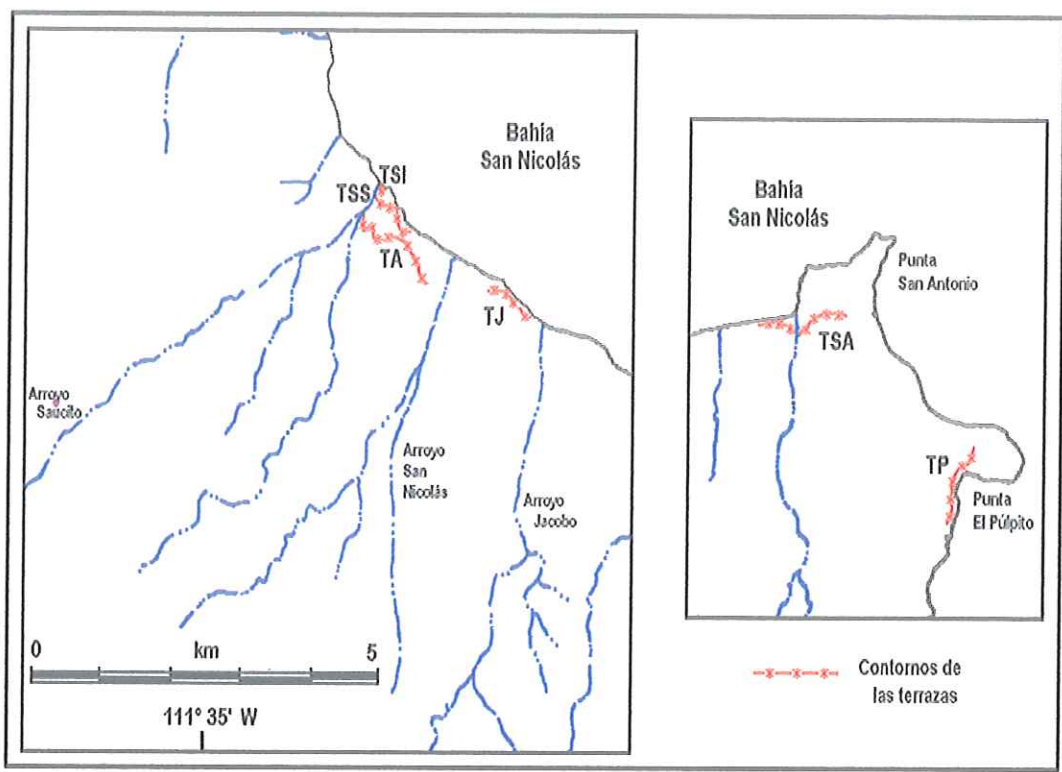 Bahía
San Nicolás
TSI
TSS
TA
TJ
Arroyo
Saucito
Arroyo
San
Nicolás
Arroyo
Jacobo
0 km 5
111° 35' W
Bahía
San Nicolás
Punta
San Antonio
TSA
TP
Punta
El Púlpito
Contornos de
las terrazas